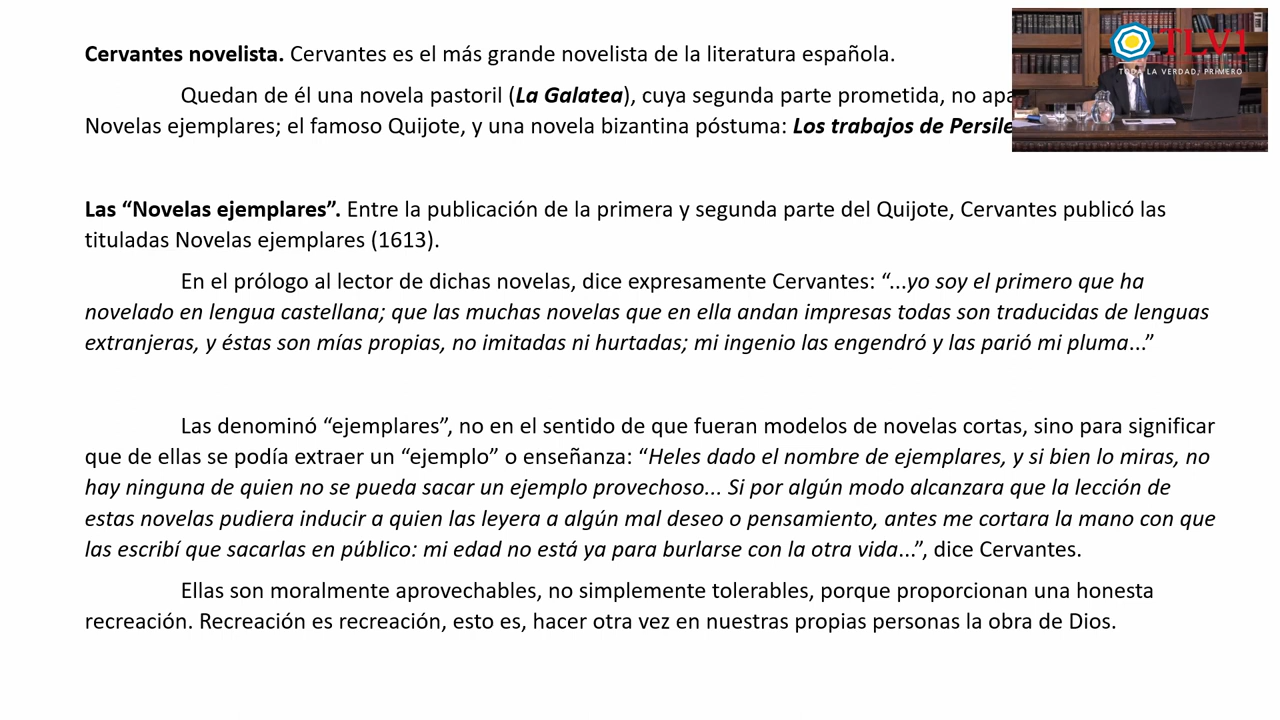 Cervantes novelista. Cervantes es el más grande novelista de la literatura española.
Quedan de él una novela pastoril (La Galatea), cuya segunda parte prometida, no
Novelas ejemplares; el famoso Quijote, y una novela bizantina póstuma: Los trabajos de
TLV1
TODA LA VERDAD, PRIMERO
Las “Novelas ejemplares”. Entre la publicación de la primera y segunda parte del Quijote, Cervantes publicó las
tituladas Novelas ejemplares (1613).
En el prólogo al lector de dichas novelas, dice expresamente Cervantes: “...yo soy el primero que ha
novelado en lengua castellana; que las muchas novelas que en ella andan impresas todas son traducidas de lenguas
extranjeras, y éstas son mías propias, no imitadas ni hurtadas; mi ingenio las engendró y las parió mi pluma...”
Las denominó “ejemplares”, no en el sentido de que fueran modelos de novelas cortas, sino para significar
que de ellas se podía extraer un “ejemplo” o enseñanza: “Heles dado el nombre de ejemplares, y si bien lo miras, no
hay ninguna de quien no se pueda sacar un ejemplo provechoso... Si por algún modo alcanzara que la lección de
estas novelas pudiera inducir a quien las leyera a algún mal deseo o pensamiento, antes me cortara la mano con que
las escribí que sacarlas en público: mi edad no está ya para burlarse con la otra vida...”, dice Cervantes.
Ellas son moralmente aprovechables, no simplemente tolerables, porque proporcionan una honesta
recreación. Recreación es recreación, esto es, hacer otra vez en nuestras propias personas la obra de Dios.